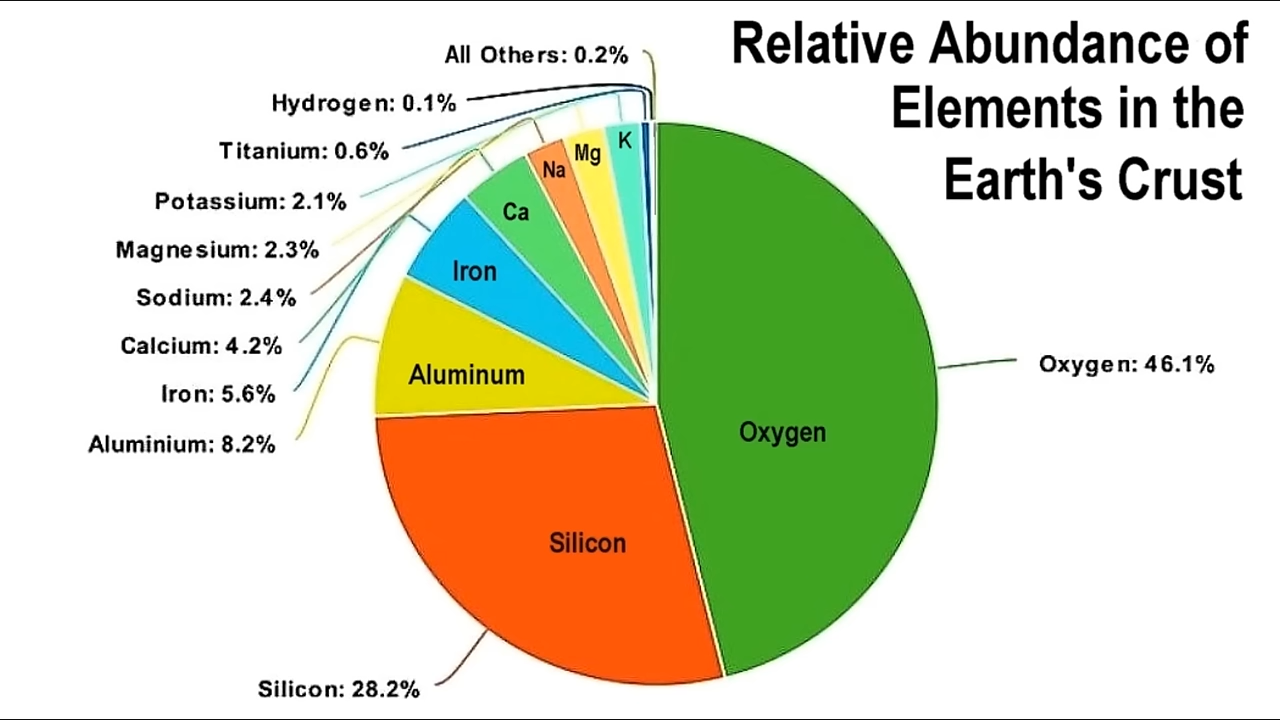 Relative Abundance of
Elements in the
Earth's Crust
All Others: 0.2%
Hydrogen: 0.1%
Titanium: 0.6%
Potassium: 2.1%
Magnesium: 2.3%
Sodium: 2.4%
Calcium: 4.2%
Iron: 5.6%
Aluminium: 8.2%
Silicon: 28.2%
Oxygen: 46.1%
K
Mg
Na
Ca
Iron
Aluminum
Oxygen
Silicon